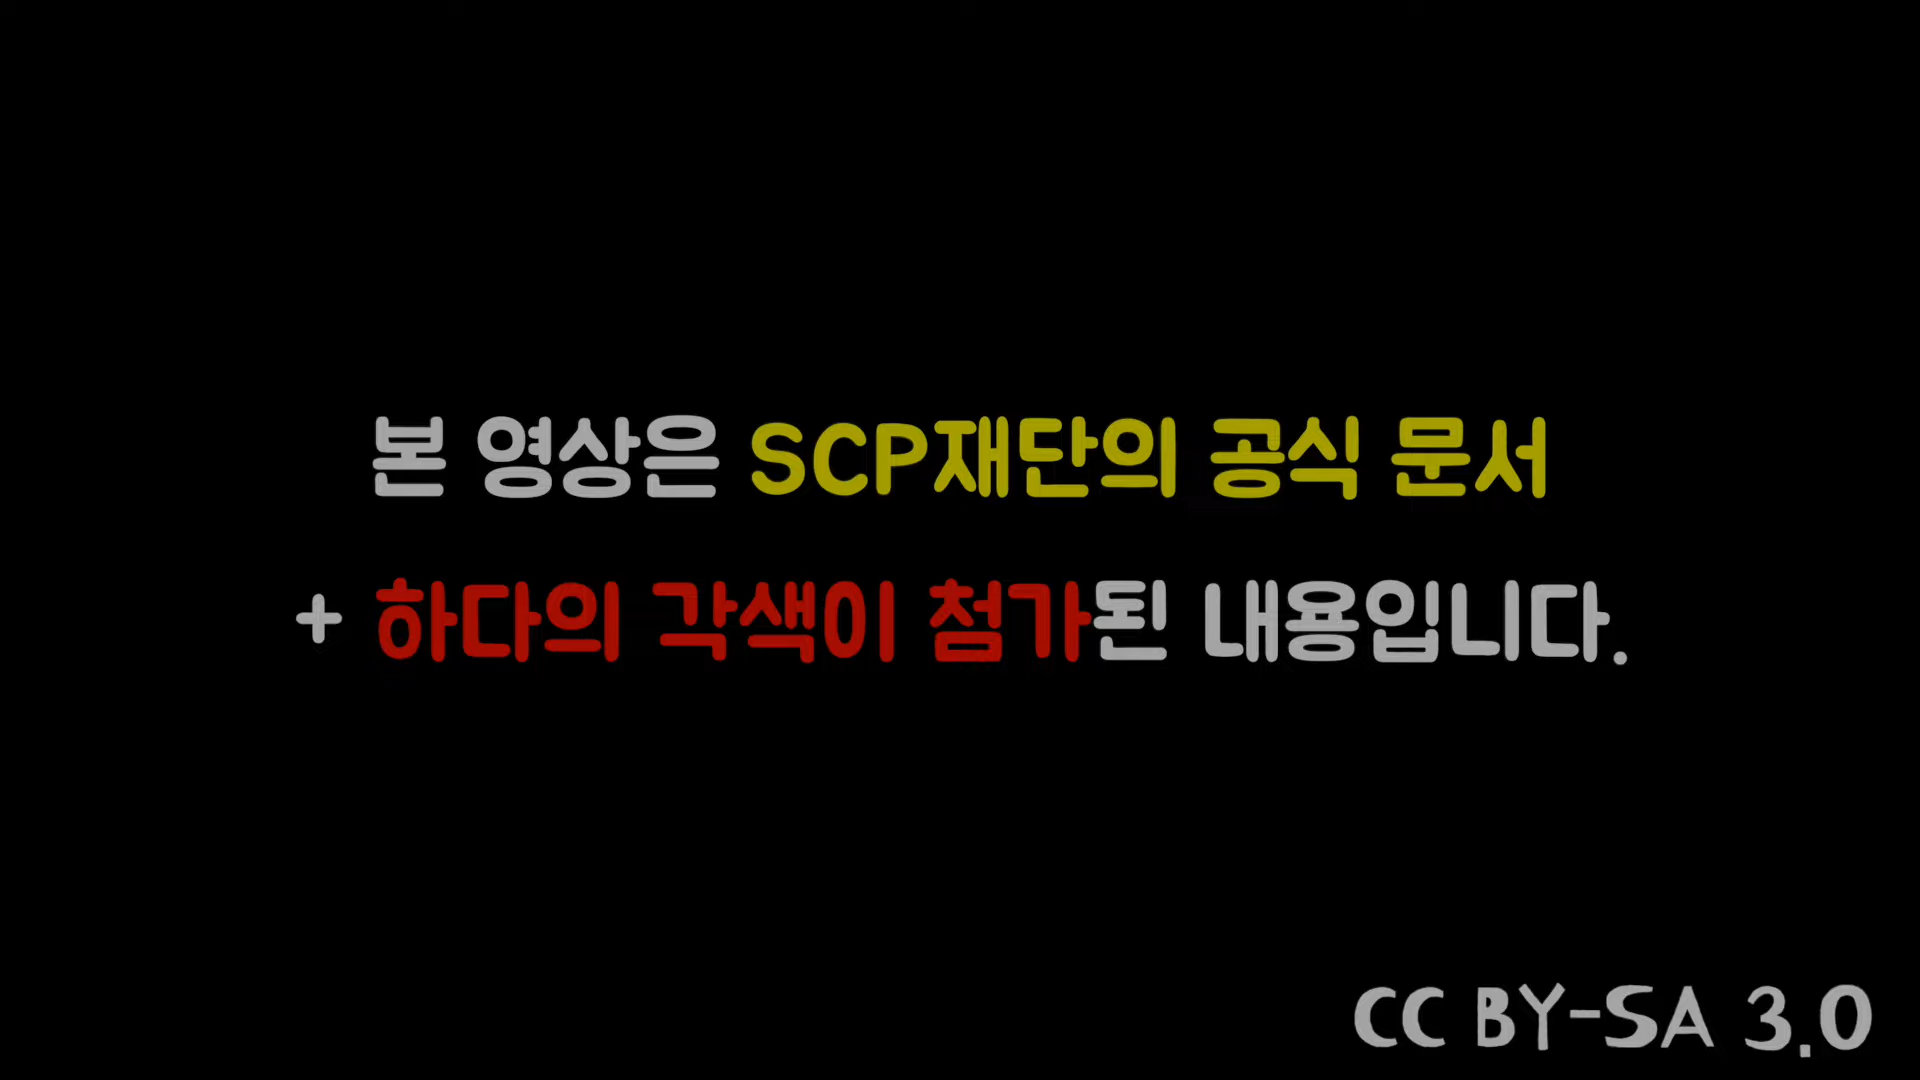 본 영상은 SCP재단의 공식 문서
+ 하다의 각색이 첨가된 내용입니다.
CC BY-SA 3.0